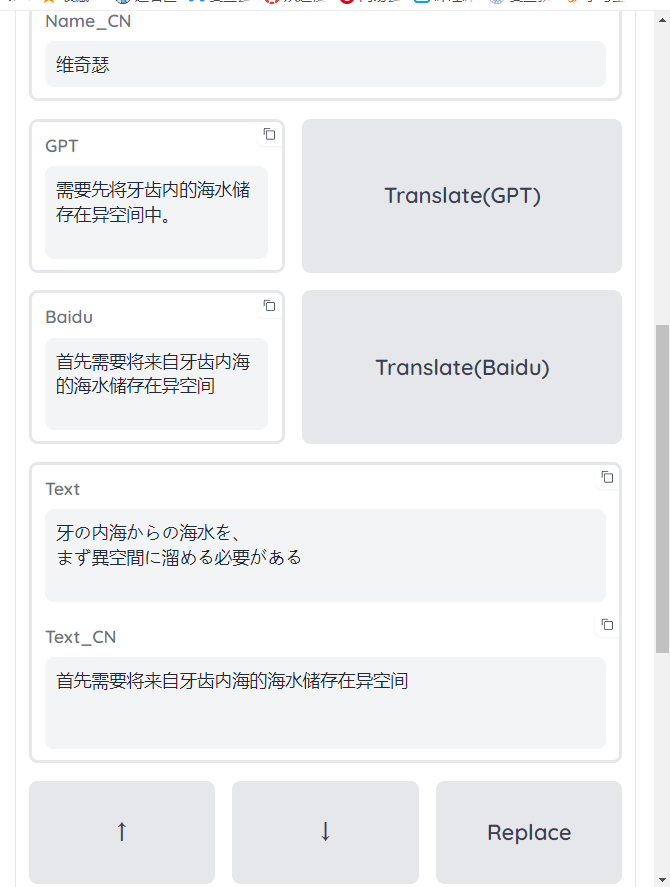 Name_CN
维奇瑟
GPT
需要先将牙齿内的海水储
存在异空间中。
Translate(GPT)
Baidu
首先需要将来自牙齿内海
的海水储存在异空间
Translate(Baidu)
Text
牙の内海からの海水を、
まず異空間に溜める必要がある
Text_CN
首先需要将来自牙齿内海的海水储存在异空间
↑
↓
Replace